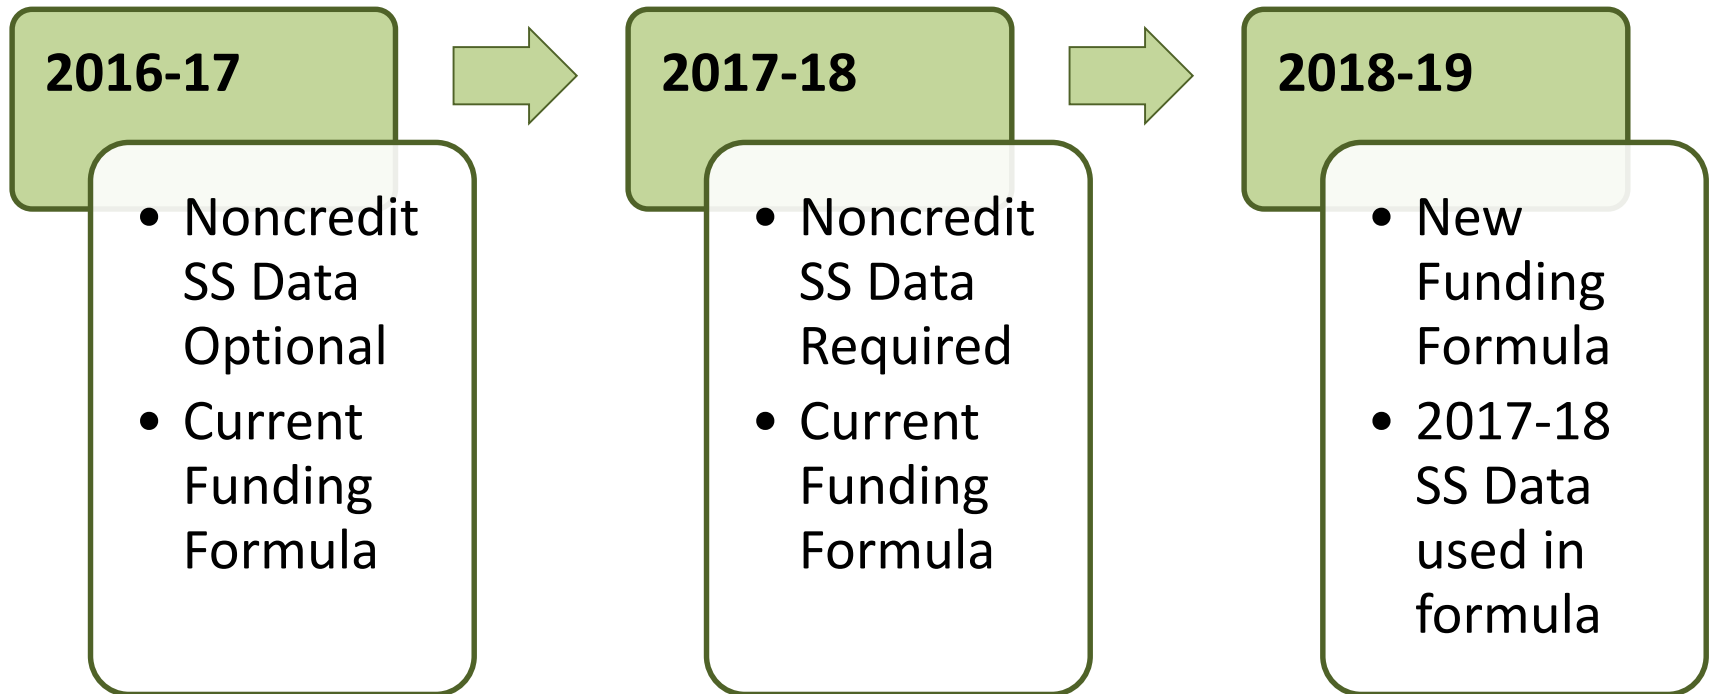 2016-17
• Noncredit
SS Data
Optional
• Current
Funding
Formula
2017-18
• Noncredit
SS Data
Required
• Current
Funding
Formula
2018-19
• New
Funding
Formula
• 2017-18
SS Data
used in
formula